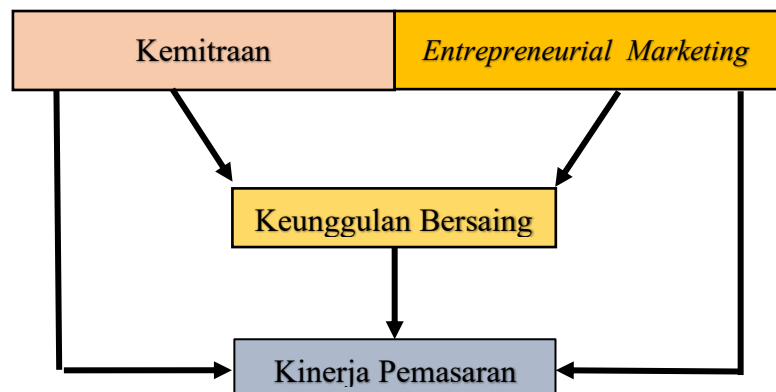 Kemitraan
Entrepreneurial Marketing
Keunggulan Bersaing
Kinerja Pemasaran